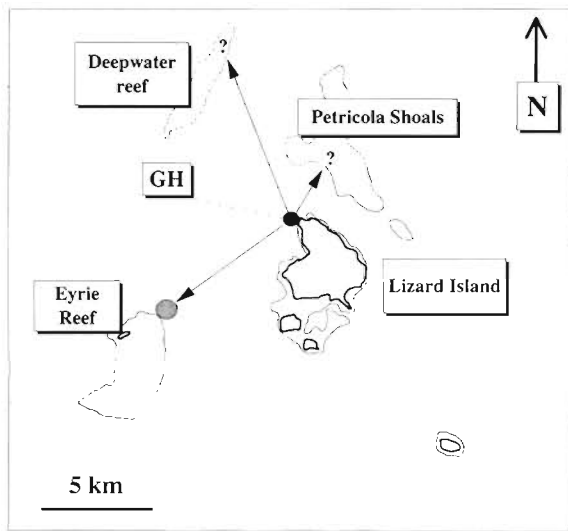 Deepwater
reef
?
Petricola Shoals
?
N
GH
Eyrie
Reef
Lizard Island
5 km